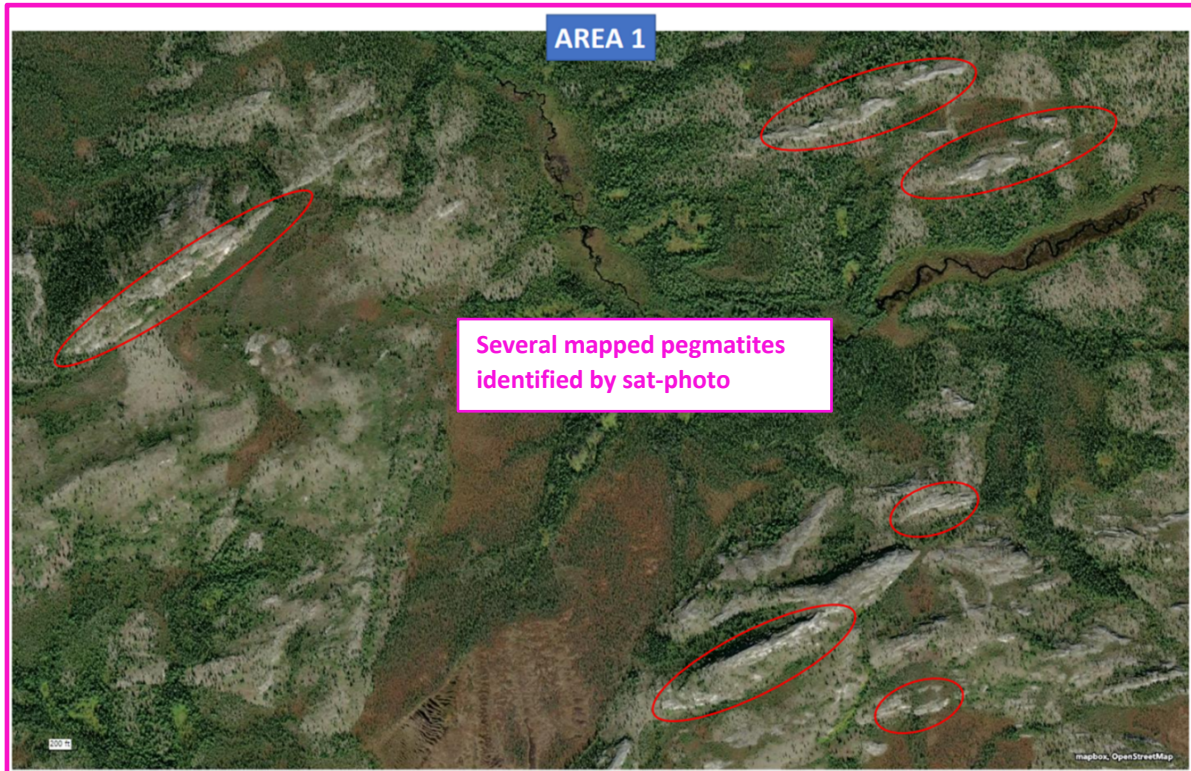 AREA 1
Several mapped pegmatites
identified by sat-photo
200 ft
mapbox, OpenStreetMap